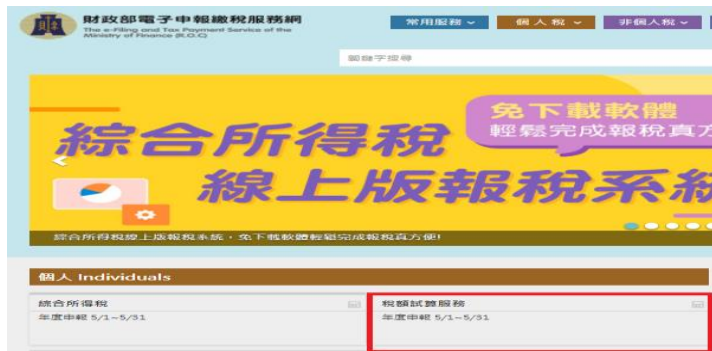 財政部電子申報繳稅服務網
The e-Filing and Tax Payment Service of the
Ministry of Finance (R.O.C)
常用服務
個人稅
非個人稅
關鍵字搜尋
免下載軟體
輕鬆完成報稅真方
綜合所得稅
線上版報稅系統
綜合所得稅線上版報稅系統,免下載軟體輕鬆完成報稅真方便!
個人 Individuals
綜合所得稅
年度申報 5/1~5/31
稅額試算服務
年度申報 5/1~5/31